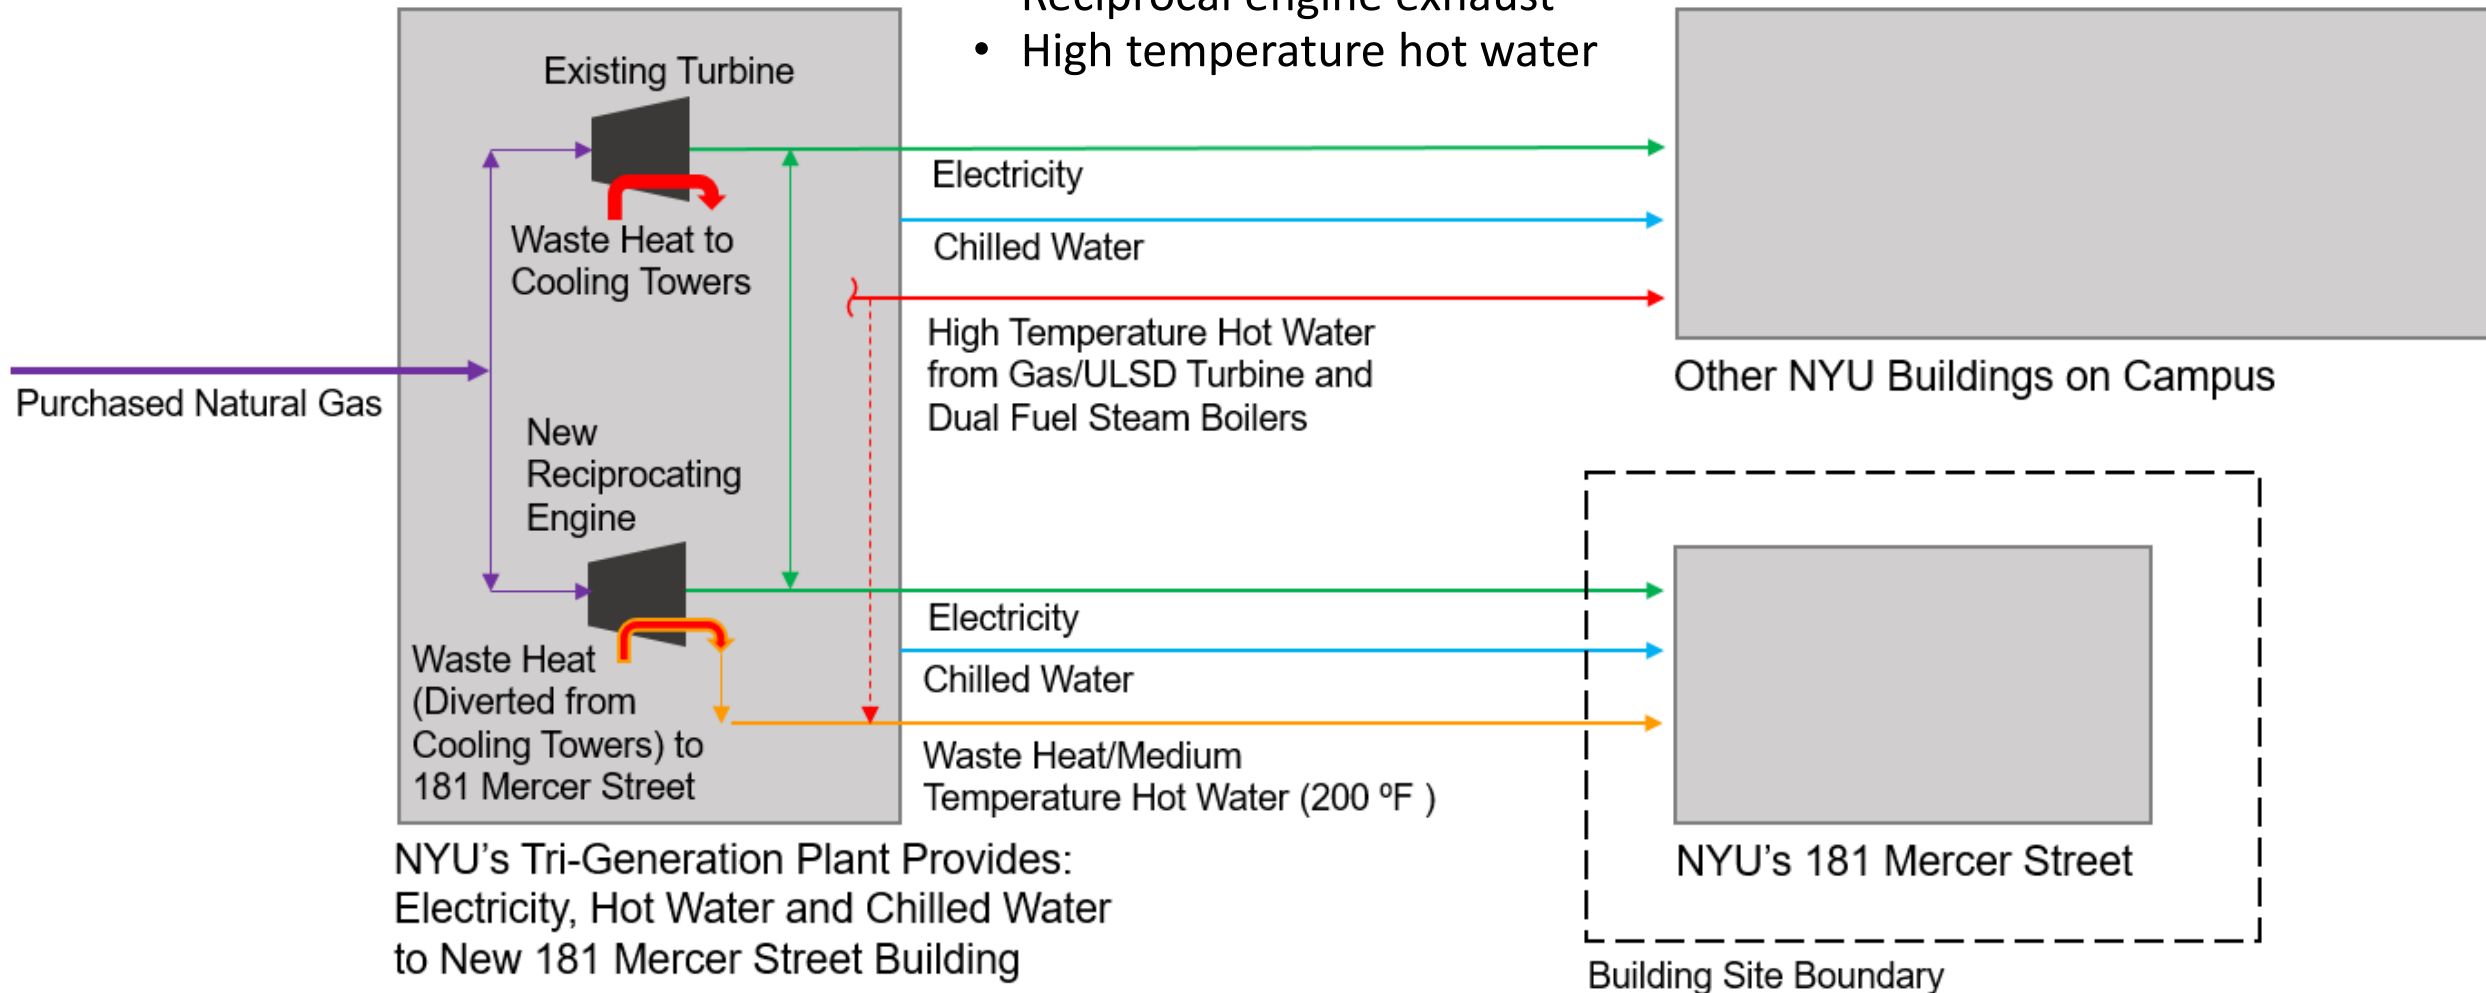 Reciprocal engine exhaust
• High temperature hot water
Existing Turbine
Waste Heat to
Cooling Towers
Purchased Natural Gas
New
Reciprocating
Engine
Waste Heat
(Diverted from
Cooling Towers) to
181 Mercer Street
Electricity
Chilled Water
High Temperature Hot Water
from Gas/ULSD Turbine and
Dual Fuel Steam Boilers
Other NYU Buildings on Campus
Electricity
Chilled Water
Waste Heat/Medium
Temperature Hot Water (200 ºF )
NYU's 181 Mercer Street
Building Site Boundary
NYU’s Tri-Generation Plant Provides:
Electricity, Hot Water and Chilled Water
to New 181 Mercer Street Building